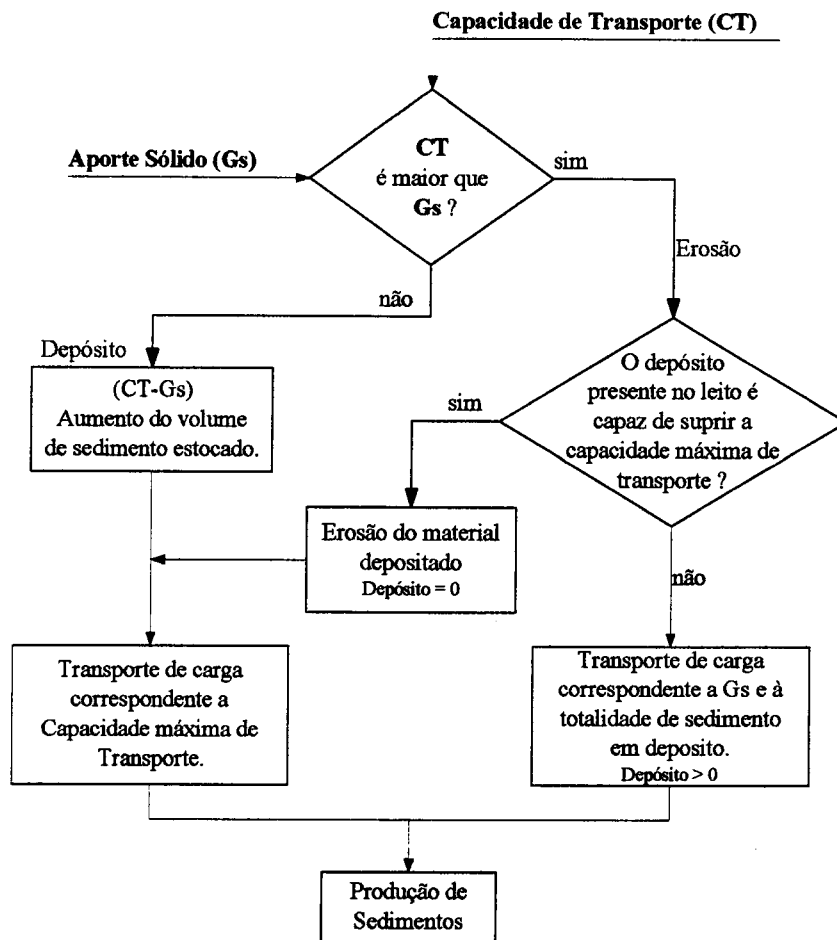 Capacidade de Transporte (CT)
Aporte Sólido (Gs)
CT
é maior que
Gs ?
sim
Erosão
não
Depósito
(CT-Gs)
Aumento do volume
de sedimento estocado.
O depósito
presente no leito é
capaz de suprir a
capacidade máxima de
transporte ?
sim
Erosão do material
depositado
Depósito = 0
não
Transporte de carga
correspondente a
Capacidade máxima de
Transporte.
Transporte de carga
correspondente a Gs e à
totalidade de sedimento
em deposito.
Depósito > 0
Produção de
Sedimentos